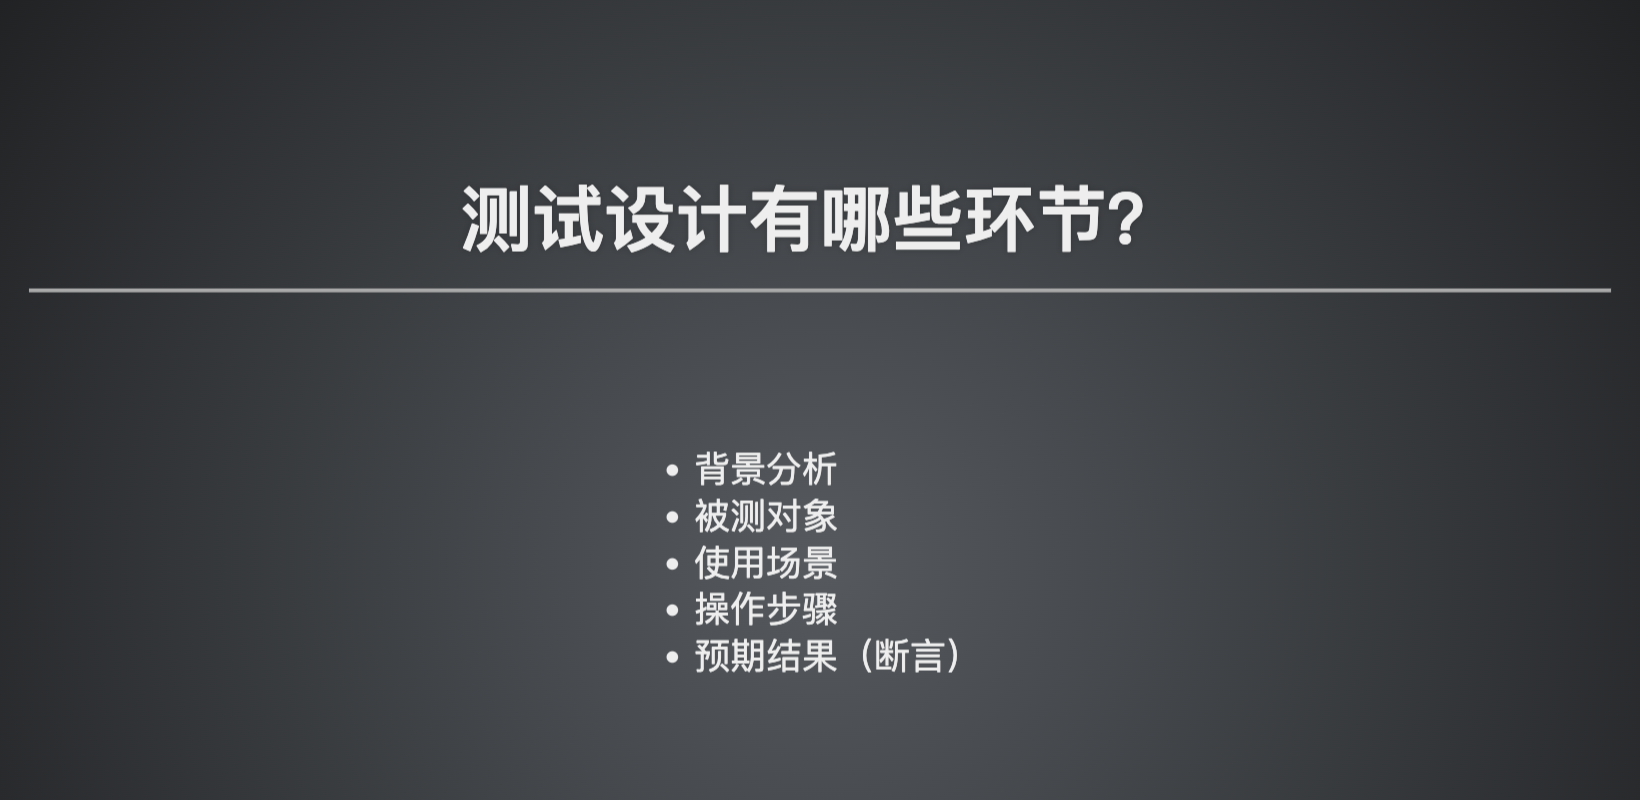 测试设计有哪些环节?
• 背景分析
• 被测对象
• 使用场景
• 操作步骤
• 预期结果（断言）